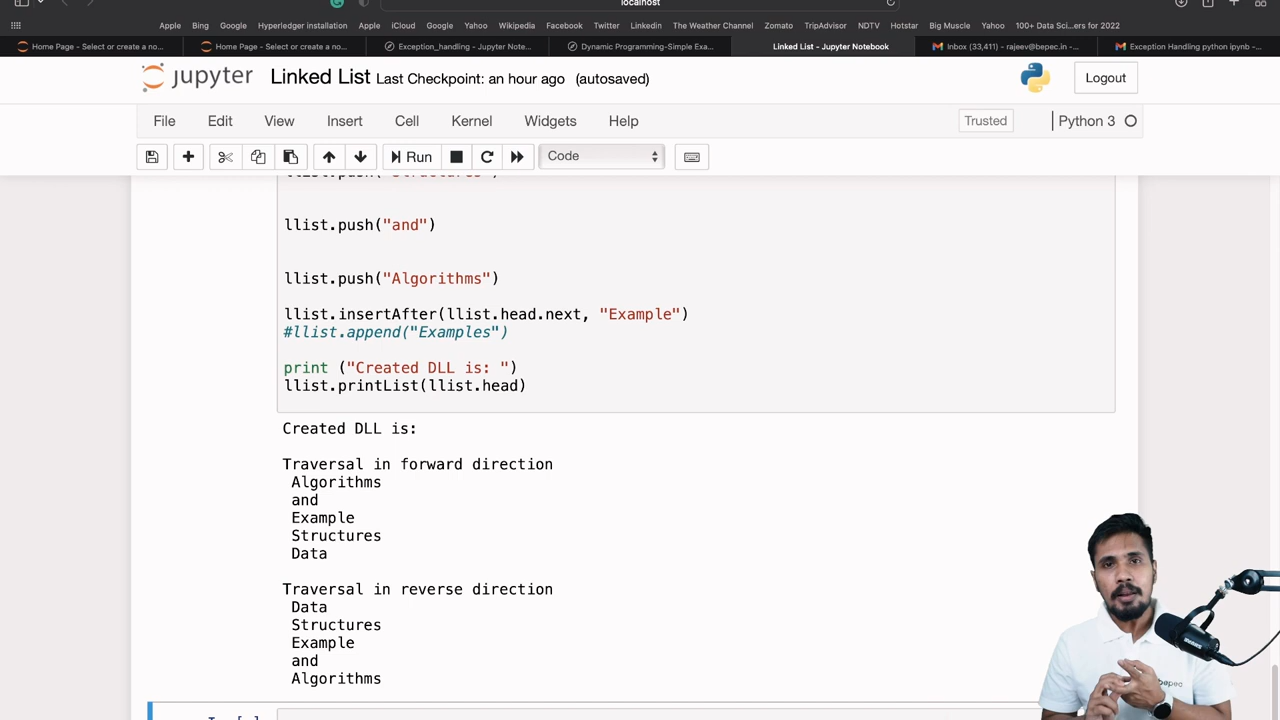 localhost
Apple Bing Google Hyperledger installation Apple iCloud Google Yahoo Wikipedia Facebook Twitter Linkedin The Weather Channel Zomato TripAdvisor NDTV Hotstar Big Muscle Yahoo 100+ Data Sci...ers for 2022
Home Page - Select or create a no... Home Page - Select or create a no... Exception_handling - Jupyter Note... Dynamic Programming-Simple Exa... Linked List - Jupyter Notebook Inbox (33,411) - rajeev@bepec.in -... Exception Handling python ipynb -...
jupyter Linked List Last Checkpoint: an hour ago (autosaved) Logout
File Edit View Insert Cell Kernel Widgets Help Trusted Python 3
Run Code
llist.push("Structures")
llist.push("and")
llist.push("Algorithms")
llist.insertAfter(llist.head.next, "Example")
#llist.append("Examples")
print ("Created DLL is: ")
llist.printList(llist.head)
Created DLL is:
Traversal in forward direction
Algorithms
and
Example
Structures
Data
Traversal in reverse direction
Data
Structures
Example
and
Algorithms
bepec